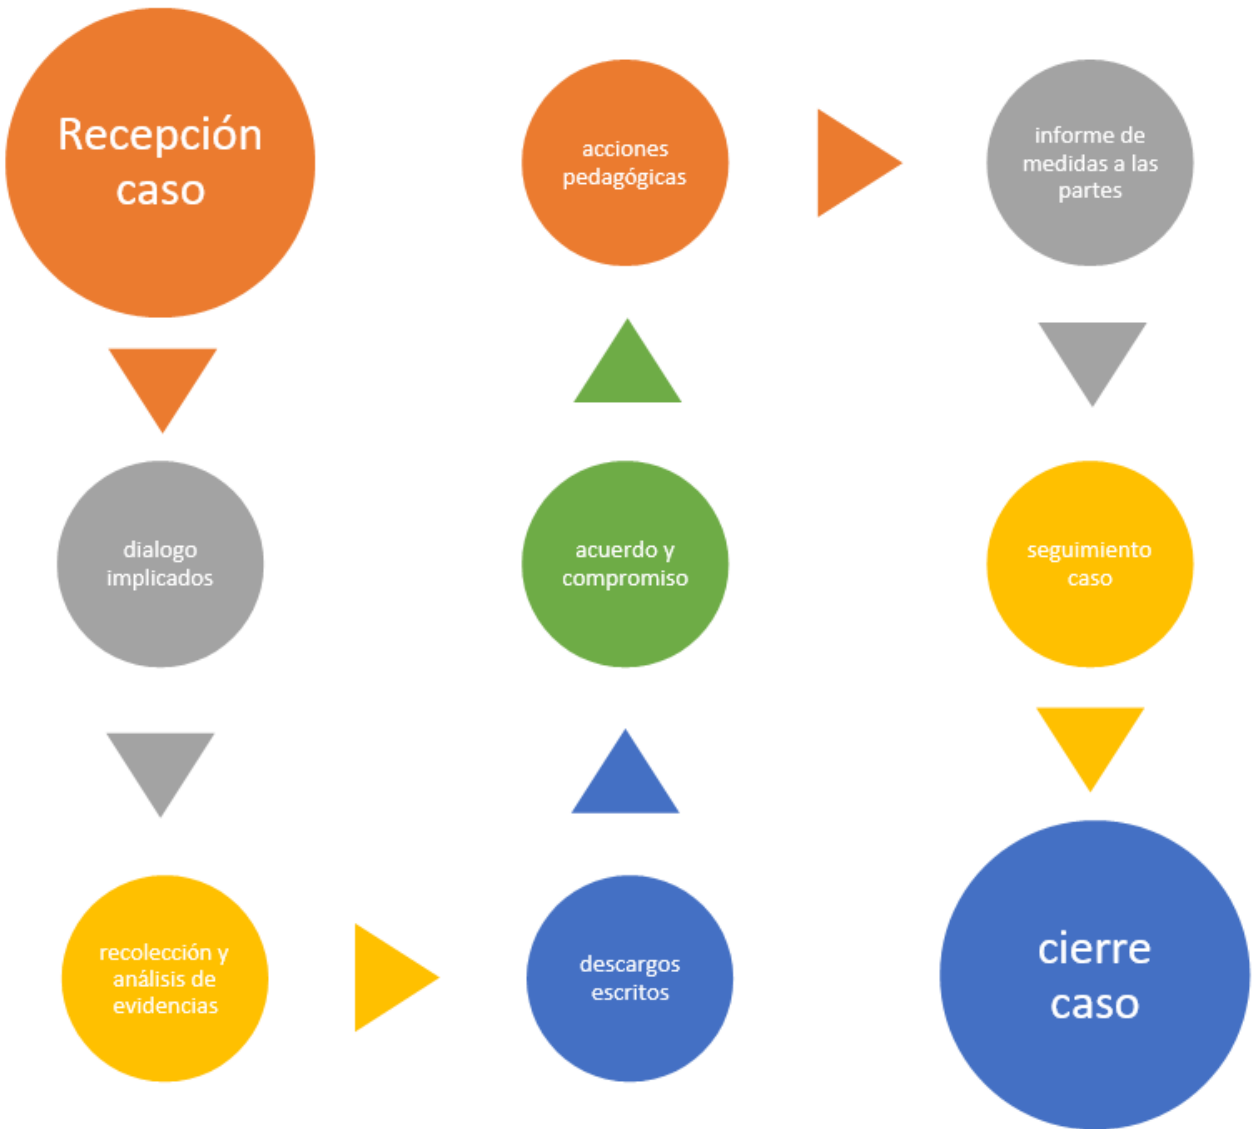 Recepción
caso
dialogo
implicados
recolección y
análisis de
evidencias
descargos
escritos
acuerdo y
compromiso
acciones
pedagógicas
informe de
medidas a las
partes
seguimiento
caso
cierre
caso